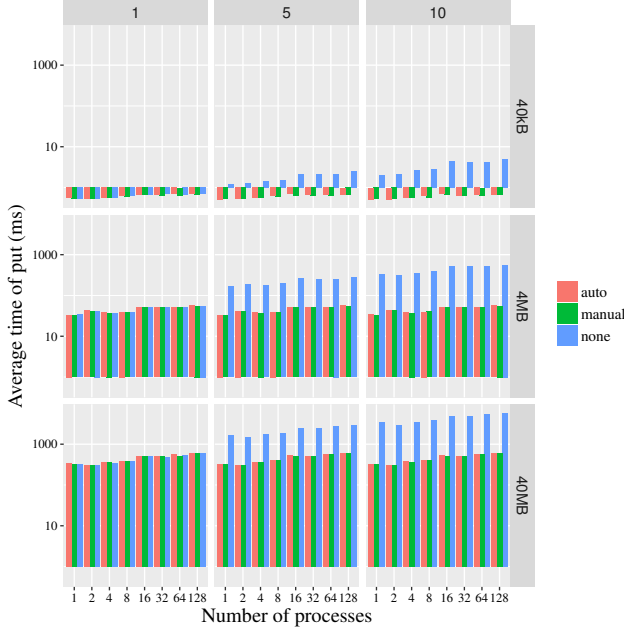 1 5 10
1000
10
40kB
1000
10
4MB
1000
10
40MB
Average time of put (ms)
1 2 4 8 16 32 64 128 1 2 4 8 16 32 64 128 1 2 4 8 16 32 64 128
Number of processes
auto
manual
none